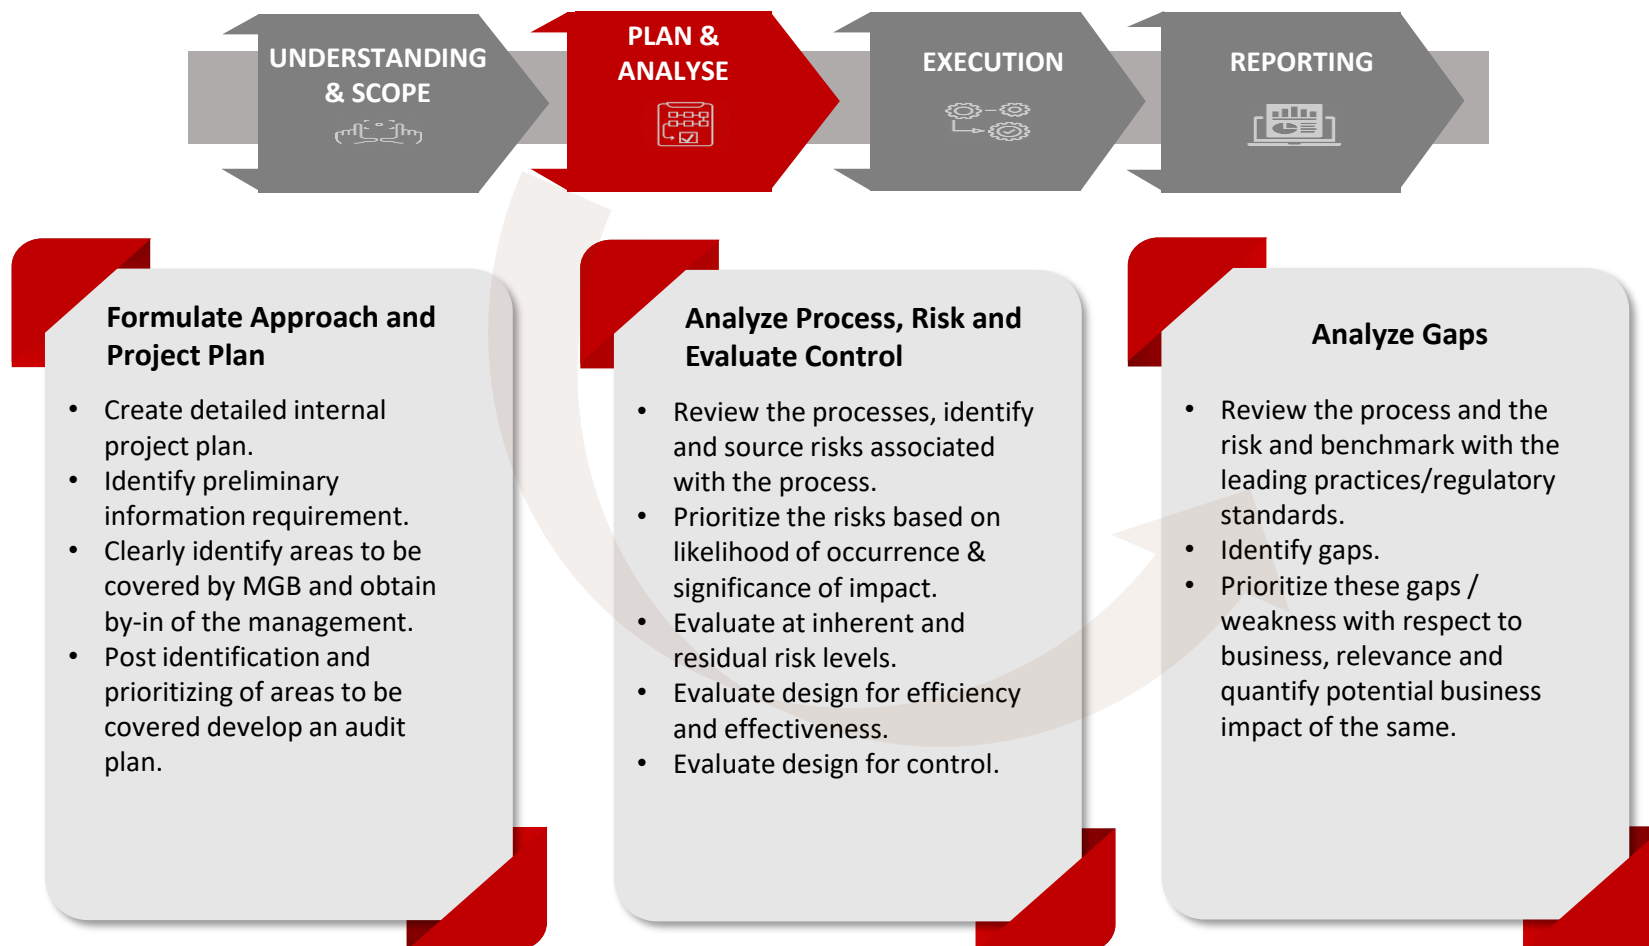 UNDERSTANDING
& SCOPE
PLAN &
ANALYSE
EXECUTION
REPORTING
Formulate Approach and
Project Plan
• Create detailed internal
project plan.
• Identify preliminary
information requirement.
• Clearly identify areas to be
covered by MGB and obtain
by-in of the management.
• Post identification and
prioritizing of areas to be
covered develop an audit
plan.
Analyze Process, Risk and
Evaluate Control
• Review the processes, identify
and source risks associated
with the process.
• Prioritize the risks based on
likelihood of occurrence &
significance of impact.
• Evaluate at inherent and
residual risk levels.
• Evaluate design for efficiency
and effectiveness.
• Evaluate design for control.
Analyze Gaps
• Review the process and the
risk and benchmark with the
leading practices/regulatory
standards.
• Identify gaps.
• Prioritize these gaps /
weakness with respect to
business, relevance and
quantify potential business
impact of the same.